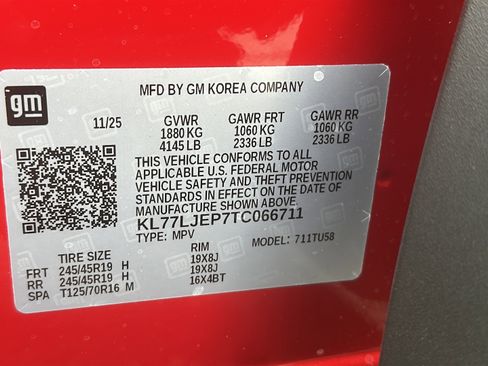 gm
MFD BY GM KOREA COMPANY
11/25 GVWR GAWR FRT GAWR RR
1880 KG 1060 KG 1060 KG
4145 LB 2336 LB 2336 LB
THIS VEHICLE CONFORMS TO ALL
APPLICABLE U.S. FEDERAL MOTOR
VEHICLE SAFETY AND THEFT PREVENTION
STANDARDS IN EFFECT ON THE DATE OF
MANUFACTURE SHOWN ABOVE.
KL77LJEP7TC066711
TYPE: MPV MODEL: 711TU58
TIRE SIZE RIM
FRT 245/45R19 H 19X8J
RR 245/45R19 H 19X8J
SPA T125/70R16 M 16X4BT